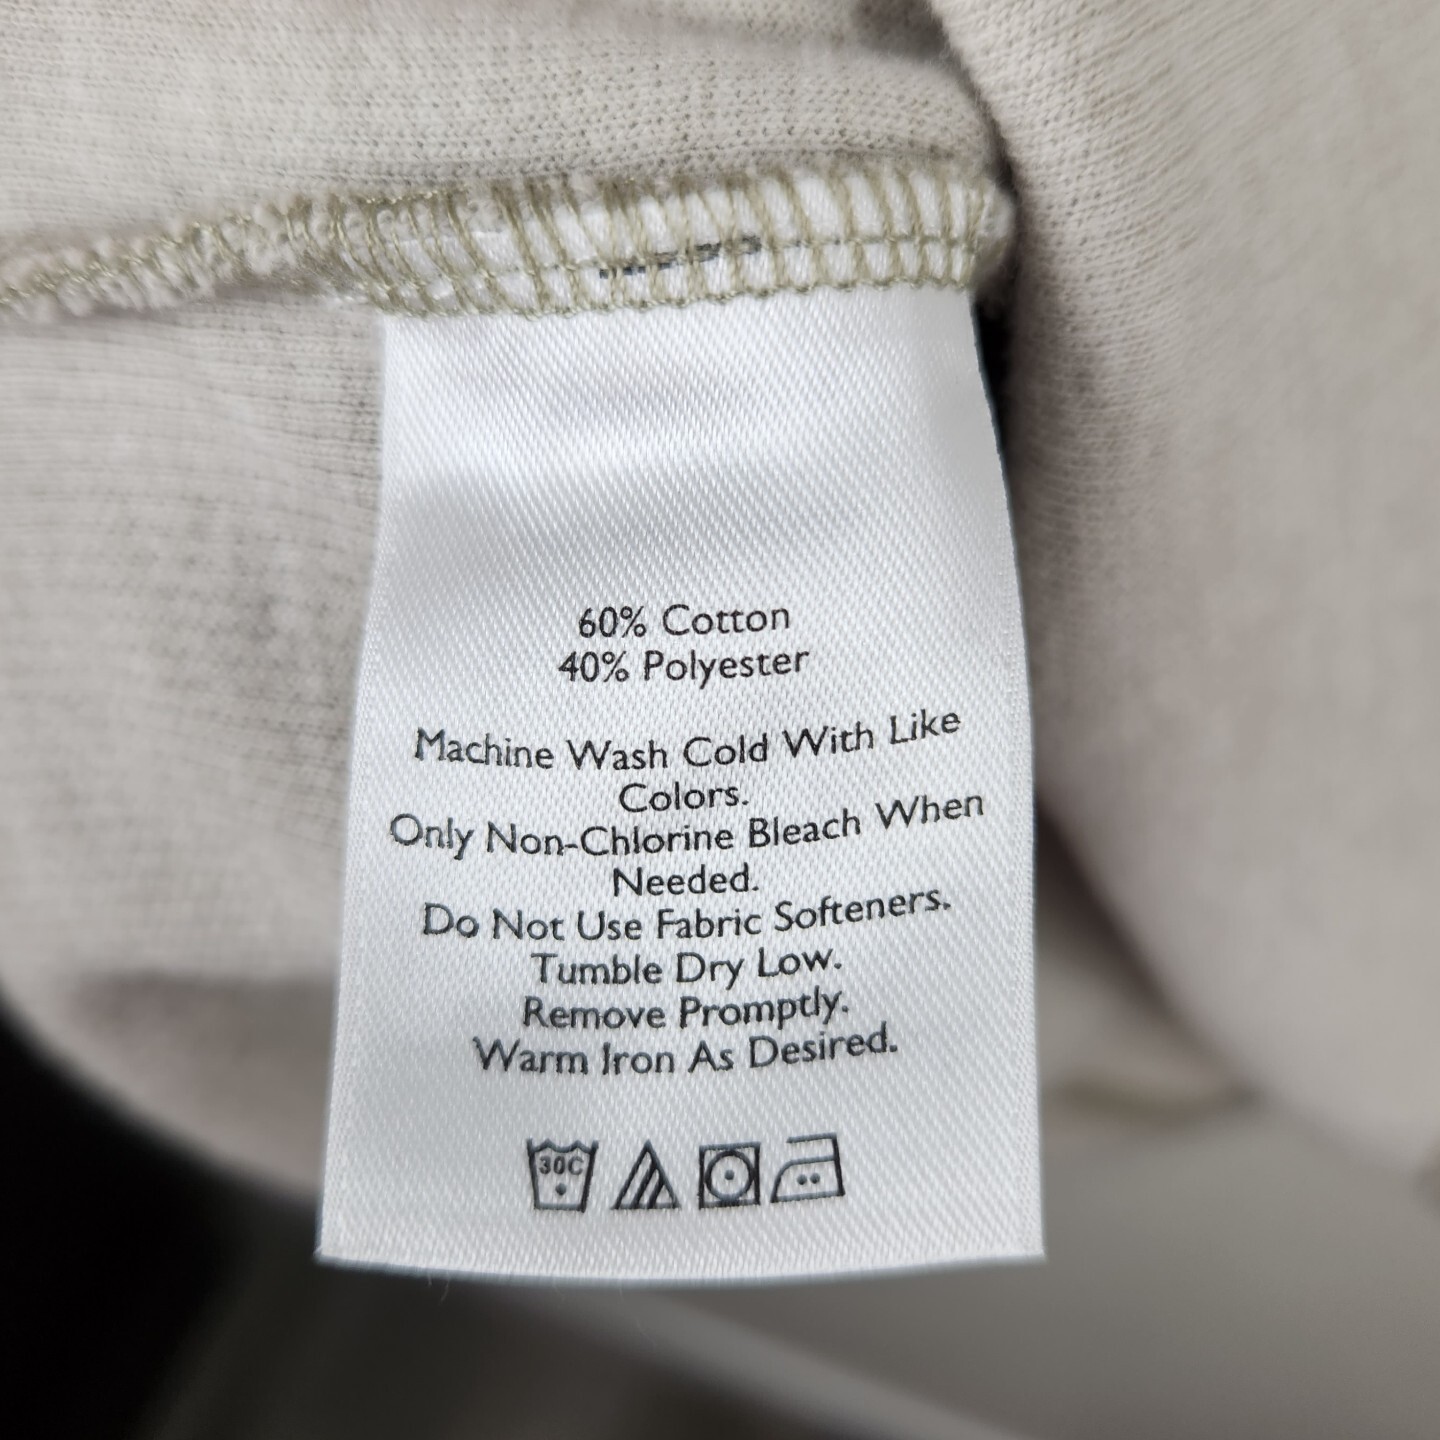 60% Cotton
40% Polyester
Machine Wash Cold With Like
Colors.
Only Non-Chlorine Bleach When
Needed.
Do Not Use Fabric Softeners.
Tumble Dry Low.
Remove Promptly.
Warm Iron As Desired.
30C